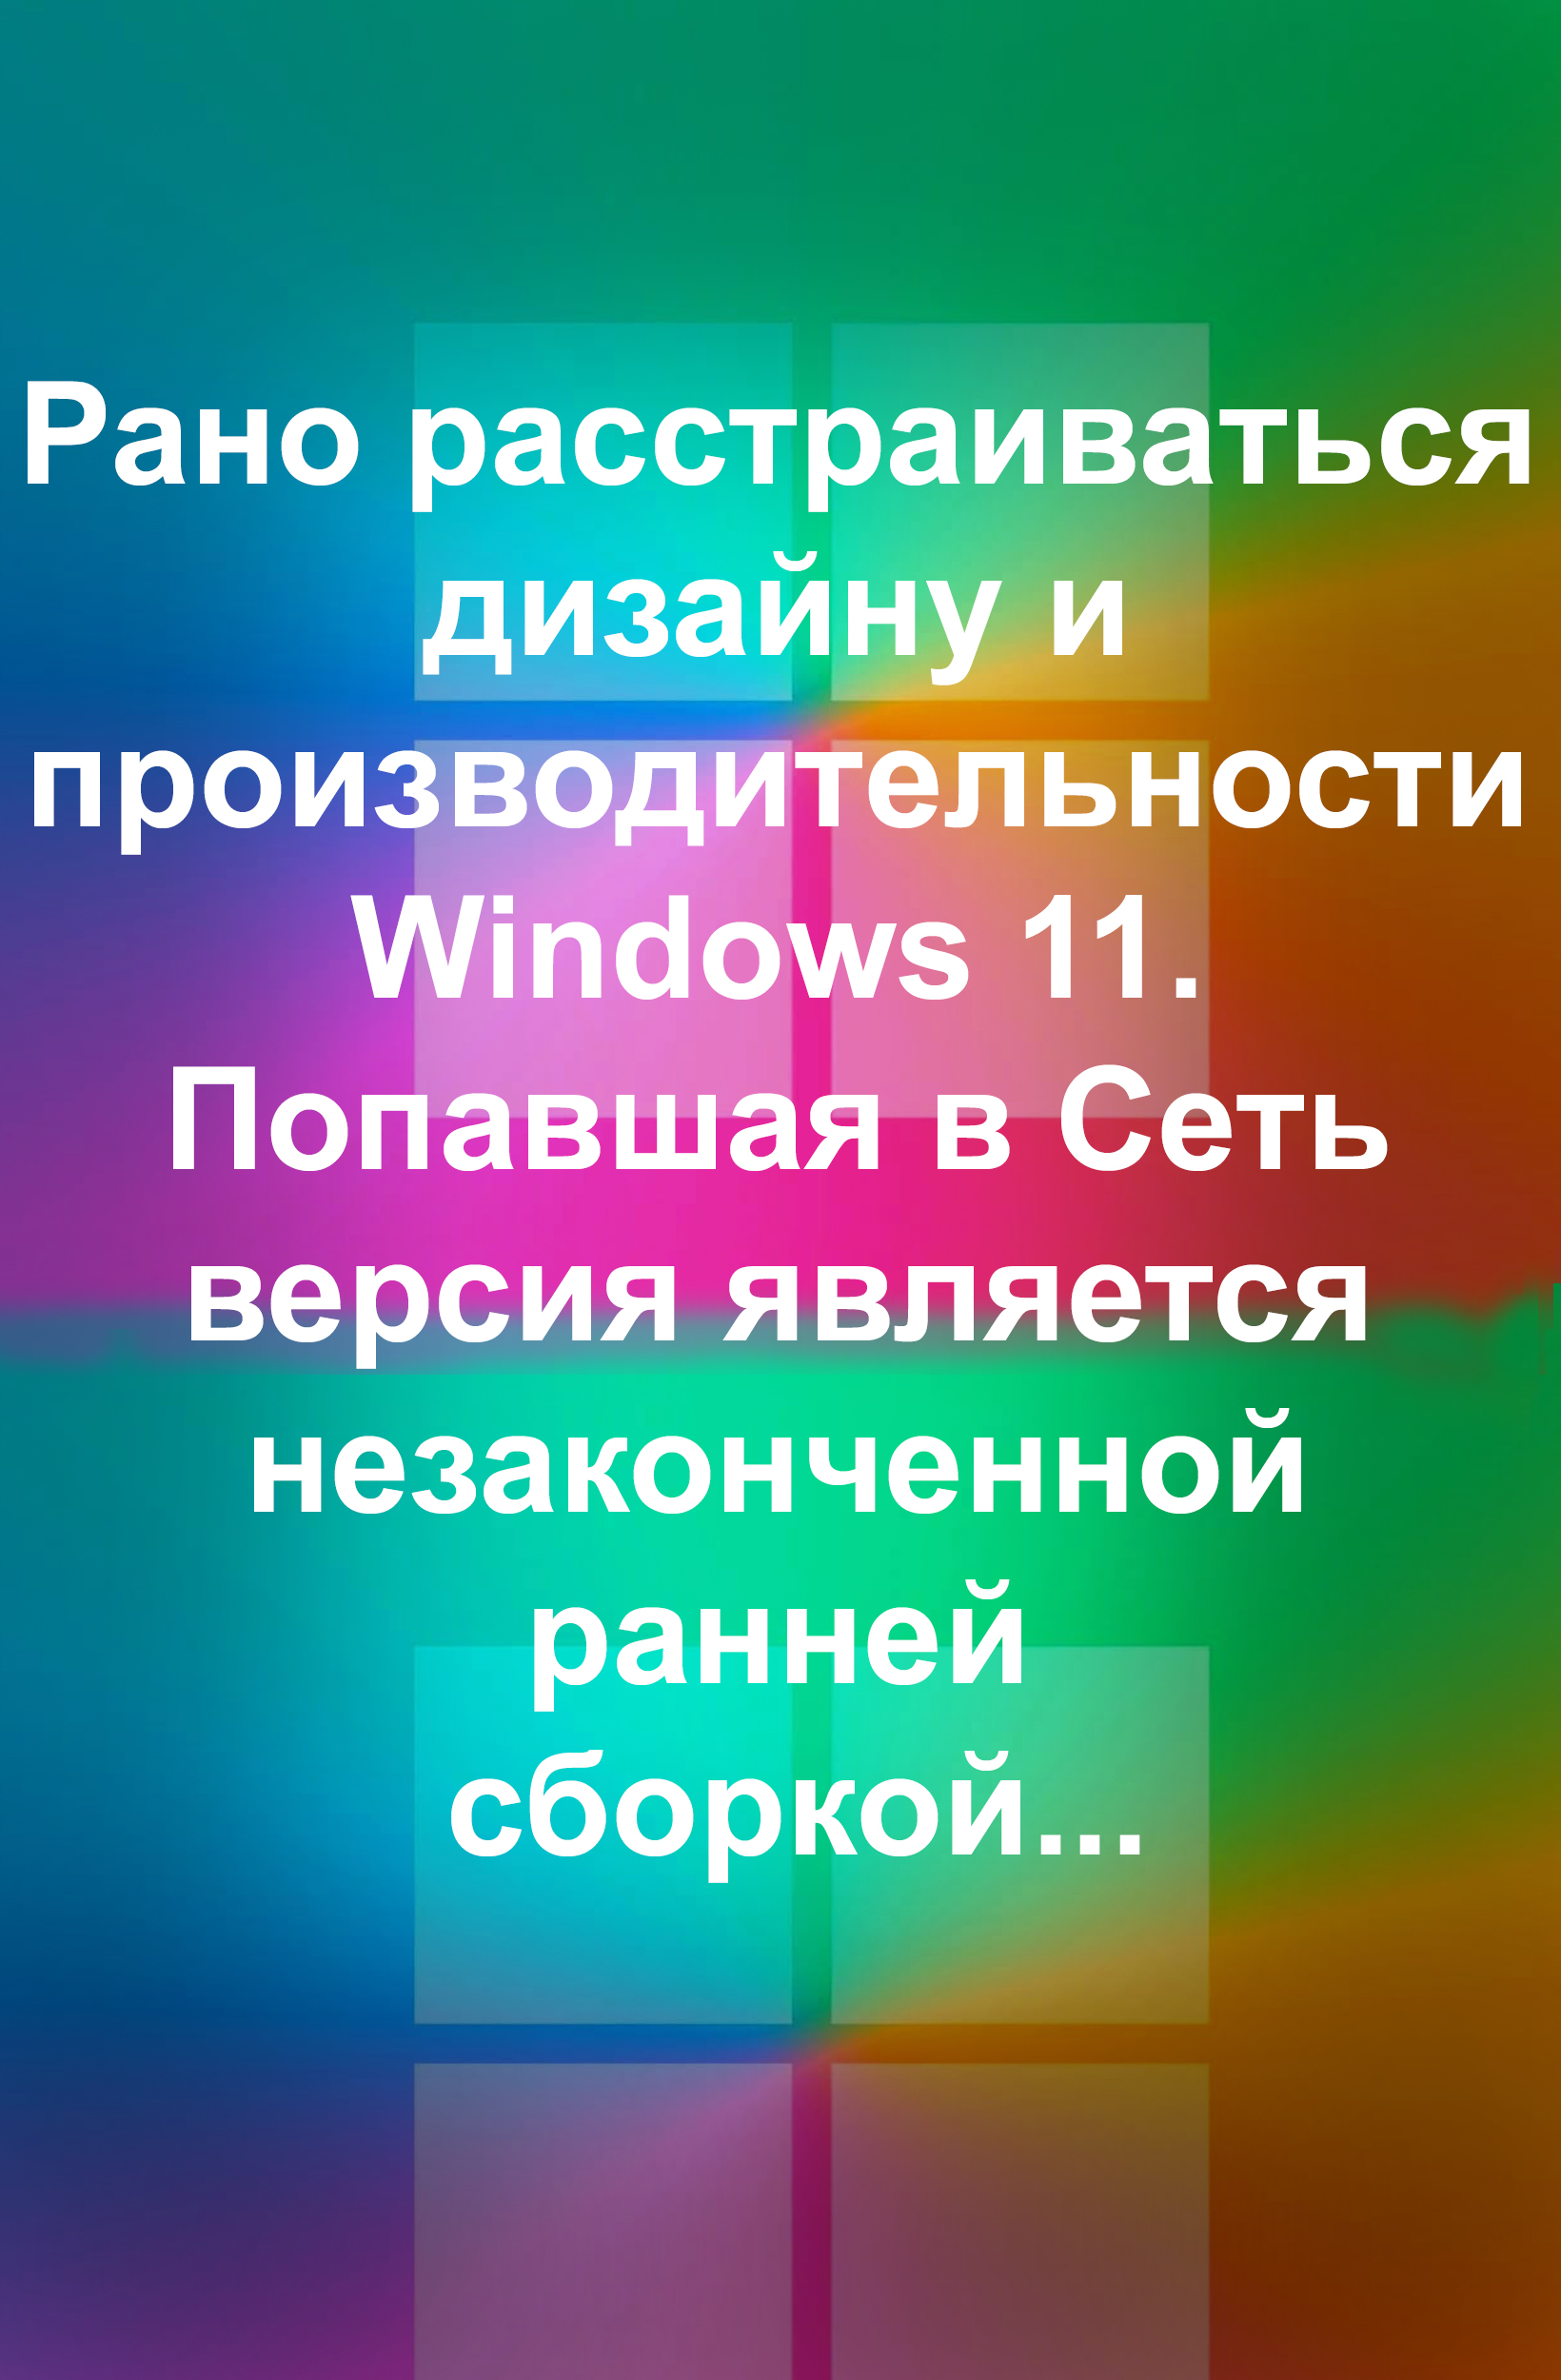 Рано расстраиваться
дизайну и
производительности
Windows 11.
Попавшая в Сеть
версия является
незаконченной
ранней
сборкой...